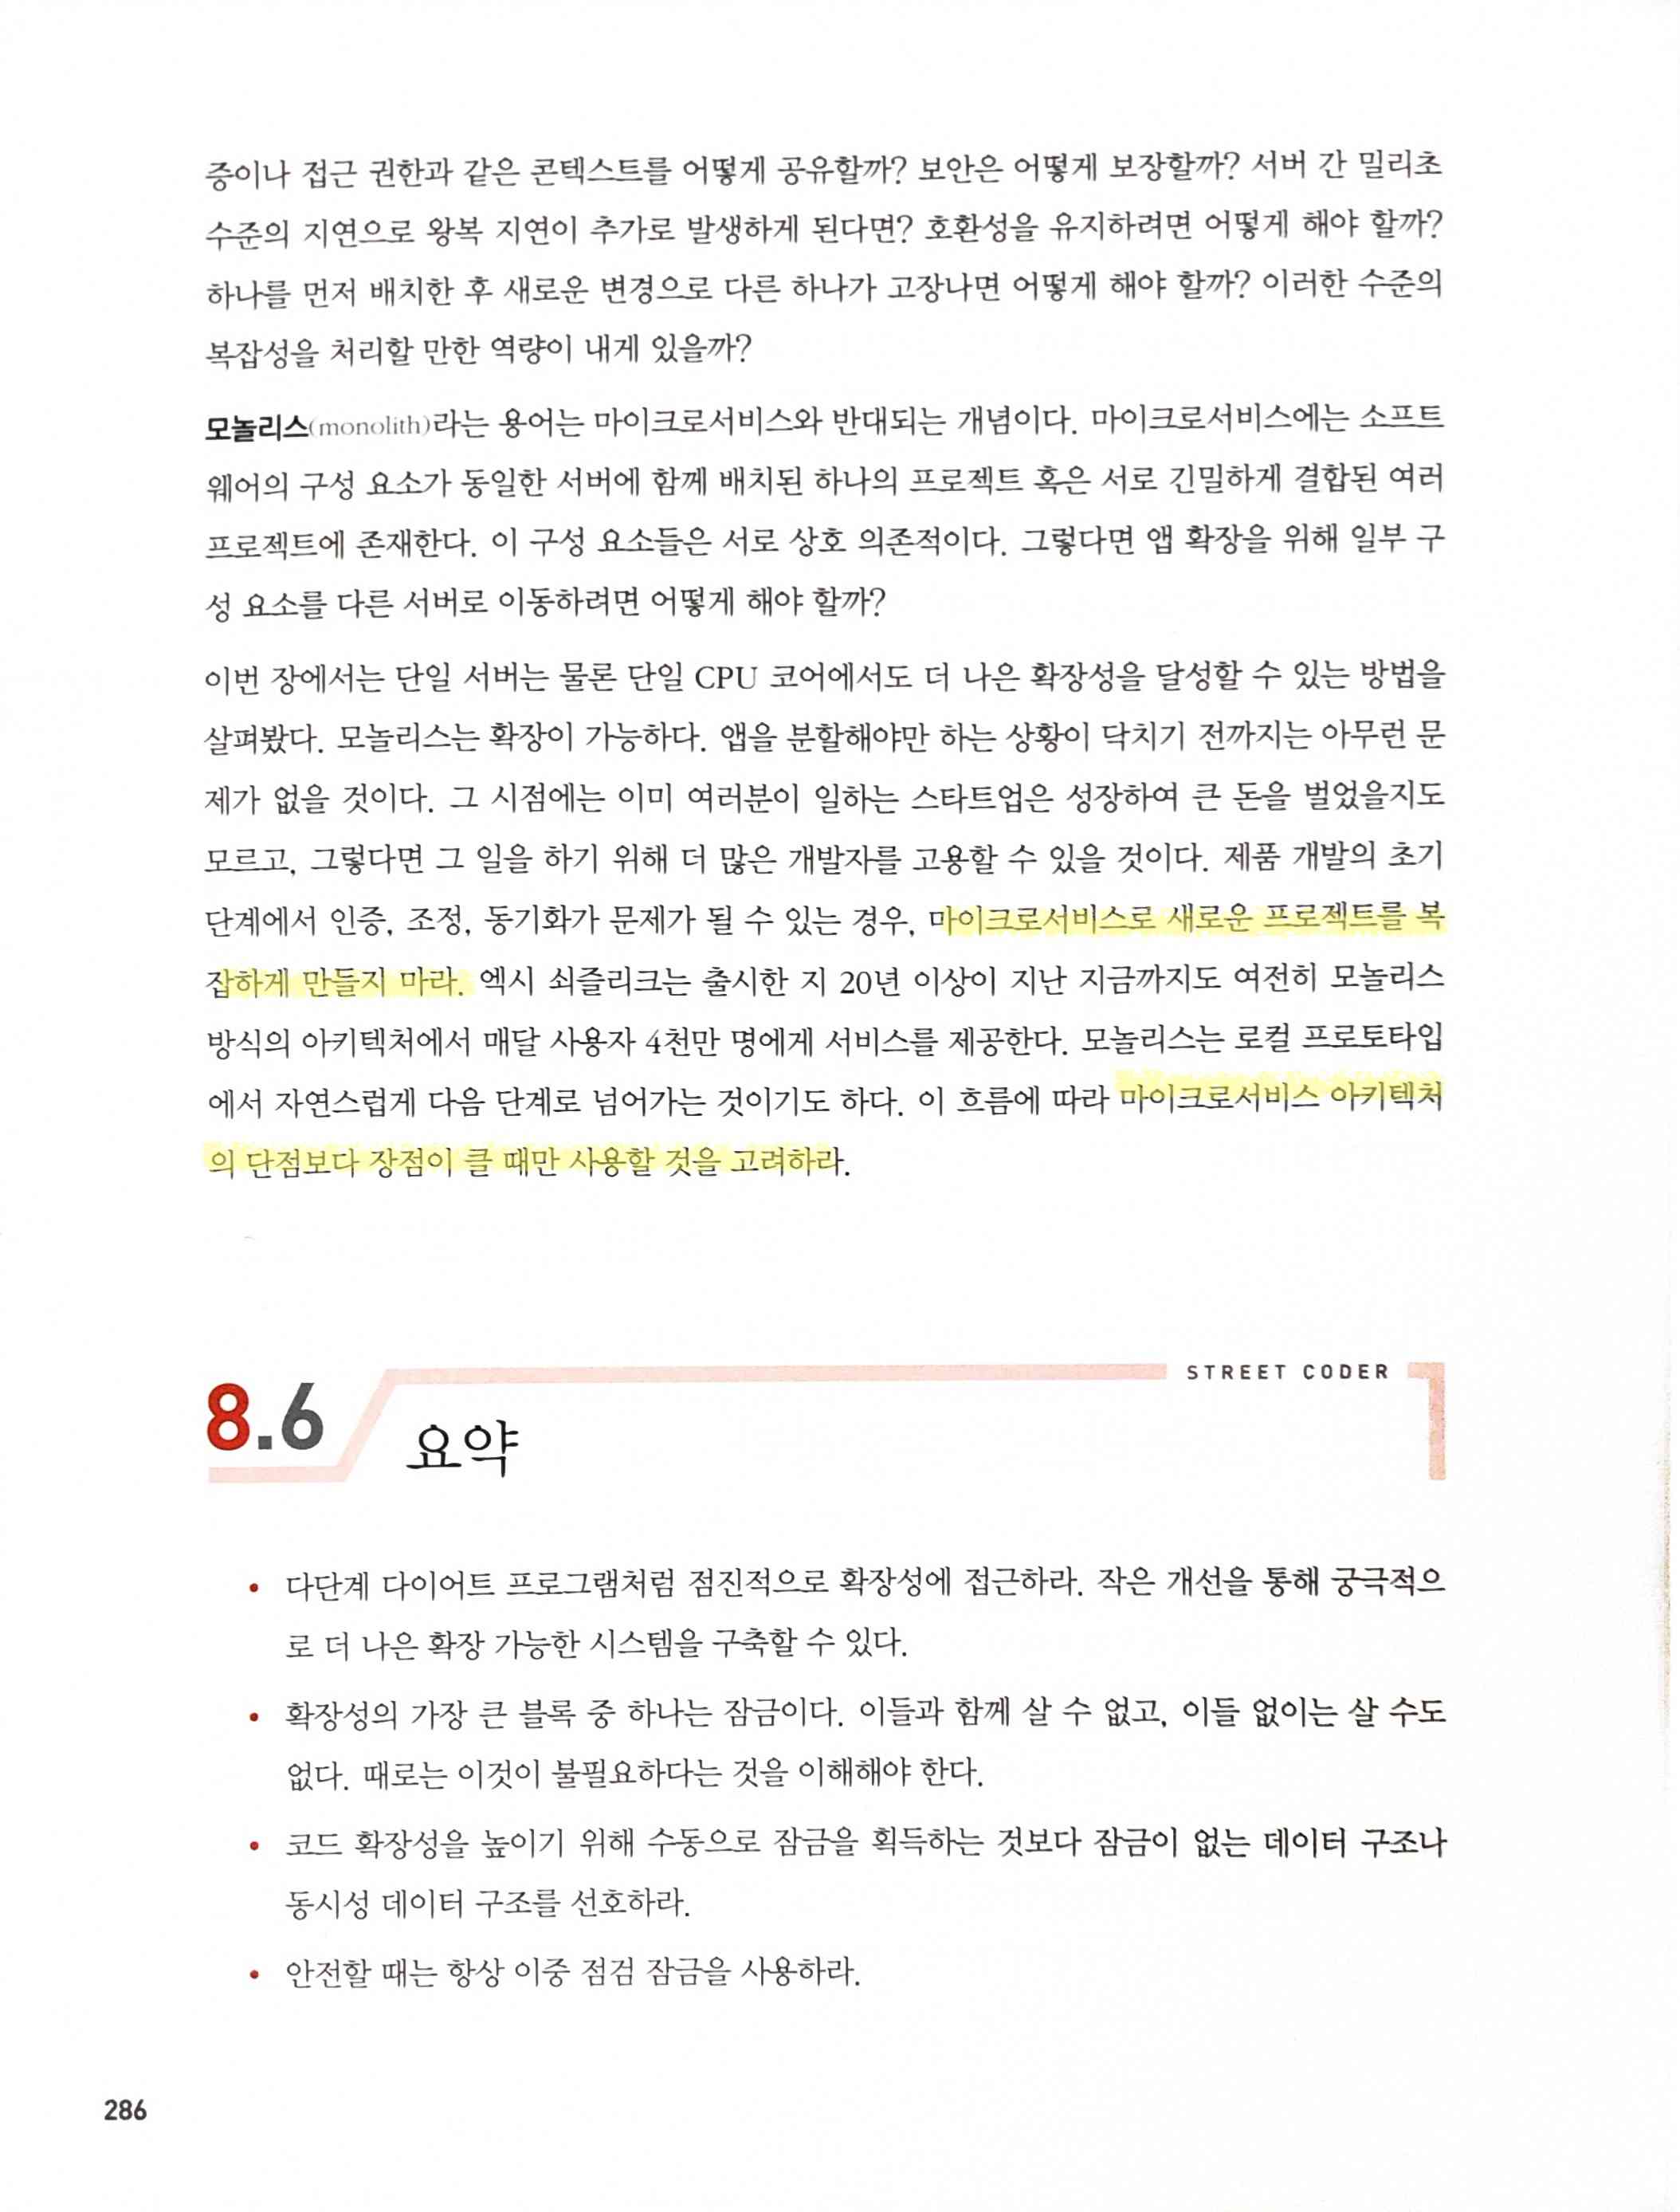 증이나 접근 권한과 같은 콘텍스트를 어떻게 공유할까? 보안은 어떻게 보장할까? 서버 간 밀리초
수준의 지연으로 왕복 지연이 추가로 발생하게 된다면? 호환성을 유지하려면 어떻게 해야 할까?
하나를 먼저 배치한 후 새로운 변경으로 다른 하나가 고장나면 어떻게 해야 할까? 이러한 수준의
복잡성을 처리할 만한 역량이 내게 있을까?
모놀리스(monolith)라는 용어는 마이크로서비스와 반대되는 개념이다. 마이크로서비스에는 소프트
웨어의 구성 요소가 동일한 서버에 함께 배치된 하나의 프로젝트 혹은 서로 긴밀하게 결합된 여러
프로젝트에 존재한다. 이 구성 요소들은 서로 상호 의존적이다. 그렇다면 앱 확장을 위해 일부 구
성 요소를 다른 서버로 이동하려면 어떻게 해야 할까?
이번 장에서는 단일 서버는 물론 단일 CPU 코어에서도 더 나은 확장성을 달성할 수 있는 방법을
살펴봤다. 모놀리스는 확장이 가능하다. 앱을 분할해야만 하는 상황이 닥치기 전까지는 아무런 문
제가 없을 것이다. 그 시점에는 이미 여러분이 일하는 스타트업은 성장하여 큰 돈을 벌었을지도
모르고, 그렇다면 그 일을 하기 위해 더 많은 개발자를 고용할 수 있을 것이다. 제품 개발의 초기
단계에서 인증, 조정, 동기화가 문제가 될 수 있는 경우, 마이크로서비스로 새로운 프로젝트를 복
잡하게 만들지 마라. 엑시 쇠즐리크는 출시한 지 20년 이상이 지난 지금까지도 여전히 모놀리스
방식의 아키텍처에서 매달 사용자 4천만 명에게 서비스를 제공한다. 모놀리스는 로컬 프로토타입
에서 자연스럽게 다음 단계로 넘어가는 것이기도 하다. 이 흐름에 따라 마이크로서비스 아키텍처
의 단점보다 장점이 클 때만 사용할 것을 고려하라.
STREET CODER
8.6 요약
• 다단계 다이어트 프로그램처럼 점진적으로 확장성에 접근하라. 작은 개선을 통해 궁극적으
로 더 나은 확장 가능한 시스템을 구축할 수 있다.
• 확장성의 가장 큰 블록 중 하나는 잠금이다. 이들과 함께 살 수 없고, 이들 없이는 살 수도
없다. 때로는 이것이 불필요하다는 것을 이해해야 한다.
• 코드 확장성을 높이기 위해 수동으로 잠금을 획득하는 것보다 잠금이 없는 데이터 구조나
동시성 데이터 구조를 선호하라.
• 안전할 때는 항상 이중 점검 잠금을 사용하라.
286